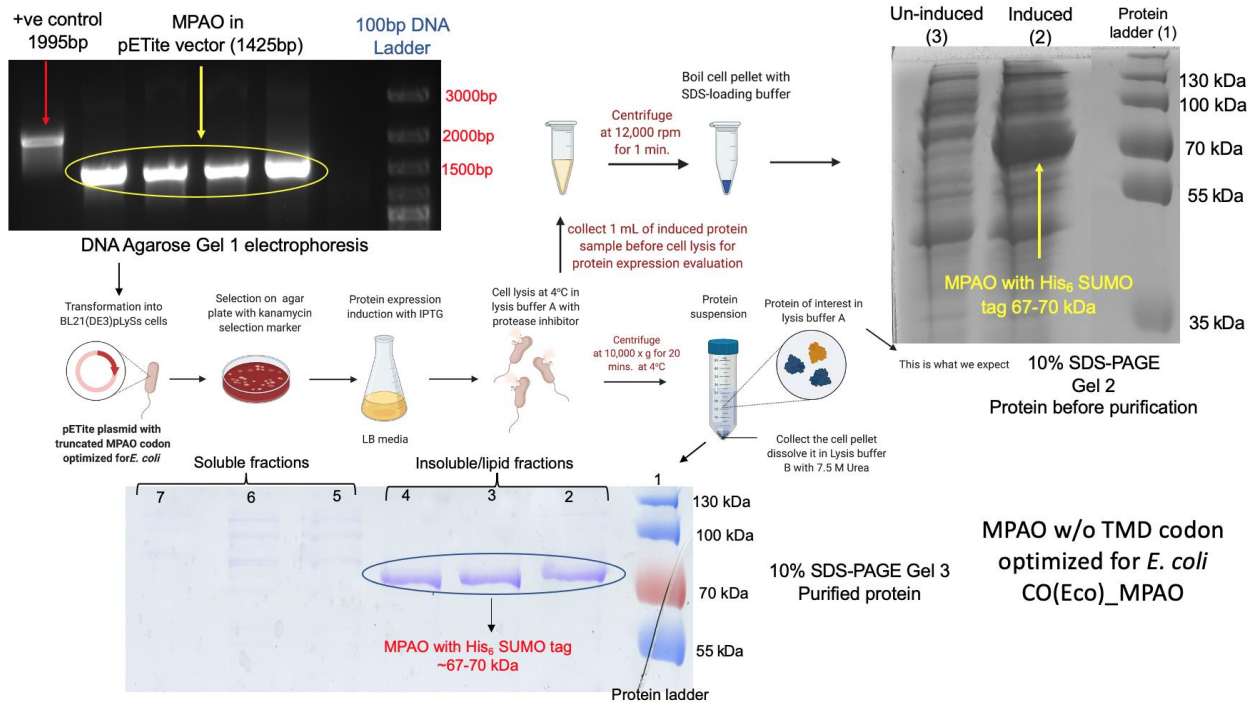 +ve control
1995bp
MPAO in
pETite vector (1425bp)
100bp DNA
Ladder
3000bp
2000bp
1500bp
DNA Agarose Gel 1 electrophoresis
Boil cell pellet with
SDS-loading buffer
Centrifuge
at 12,000 rpm
for 1 min.
collect 1 mL of induced protein
sample before cell lysis for
protein expression evaluation
Un-induced
(3)
Induced
(2)
Protein
ladder (1)
130 kDa
100 kDa
70 kDa
55 kDa
35 kDa
MPAO with His₆ SUMO
tag 67-70 kDa
10% SDS-PAGE
Gel 2
Protein before purification
Transformation into
BL21(DE3)pLySs cells
pETite plasmid with
truncated MPAO codon
optimized forE. coli
Selection on agar
plate with kanamycin
selection marker
Protein expression
induction with IPTG
LB media
Cell lysis at 4ºC in
lysis buffer A with
protease inhibitor
Centrifuge
at 10,000 x g for 20
mins. at 4ºC
Protein
suspension
Protein of interest in
lysis buffer A
This is what we expect
Collect the cell pellet
dissolve it in Lysis buffer
B with 7.5 M Urea
Soluble fractions
Insoluble/lipid fractions
7 6 5 4 3 2 1
130 kDa
100 kDa
70 kDa
55 kDa
MPAO with His₆ SUMO tag
~67-70 kDa
Protein ladder
10% SDS-PAGE Gel 3
Purified protein
MPAO w/o TMD codon
optimized for E. coli
CO(Eco)_MPAO